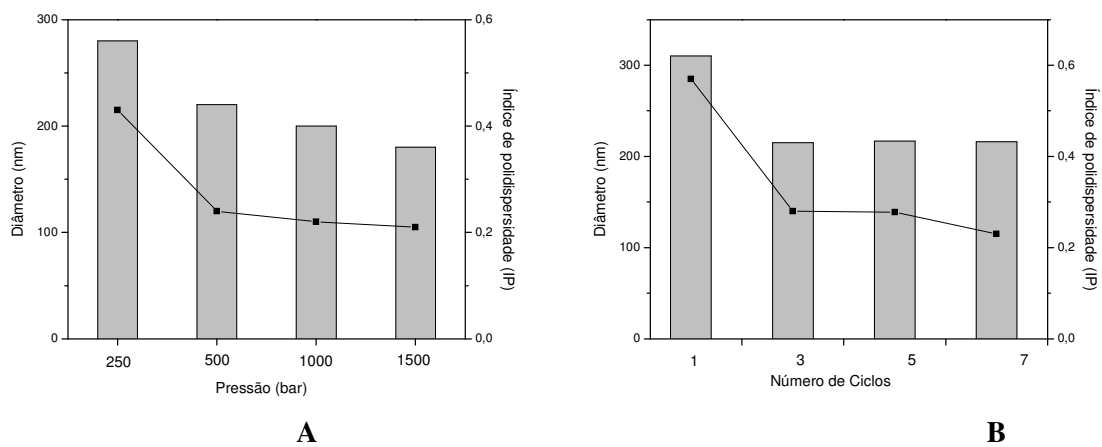 300
200
100
0
Diâmetro (nm)
0,6
0,4
0,2
0,0
Índice de polidispersidade (IP)
250 500 1000 1500
Pressão (bar)
A
300
200
100
0
Diâmetro (nm)
0,6
0,4
0,2
0,0
Índice de polidispersidade (IP)
1 3 5 7
Número de Ciclos
B